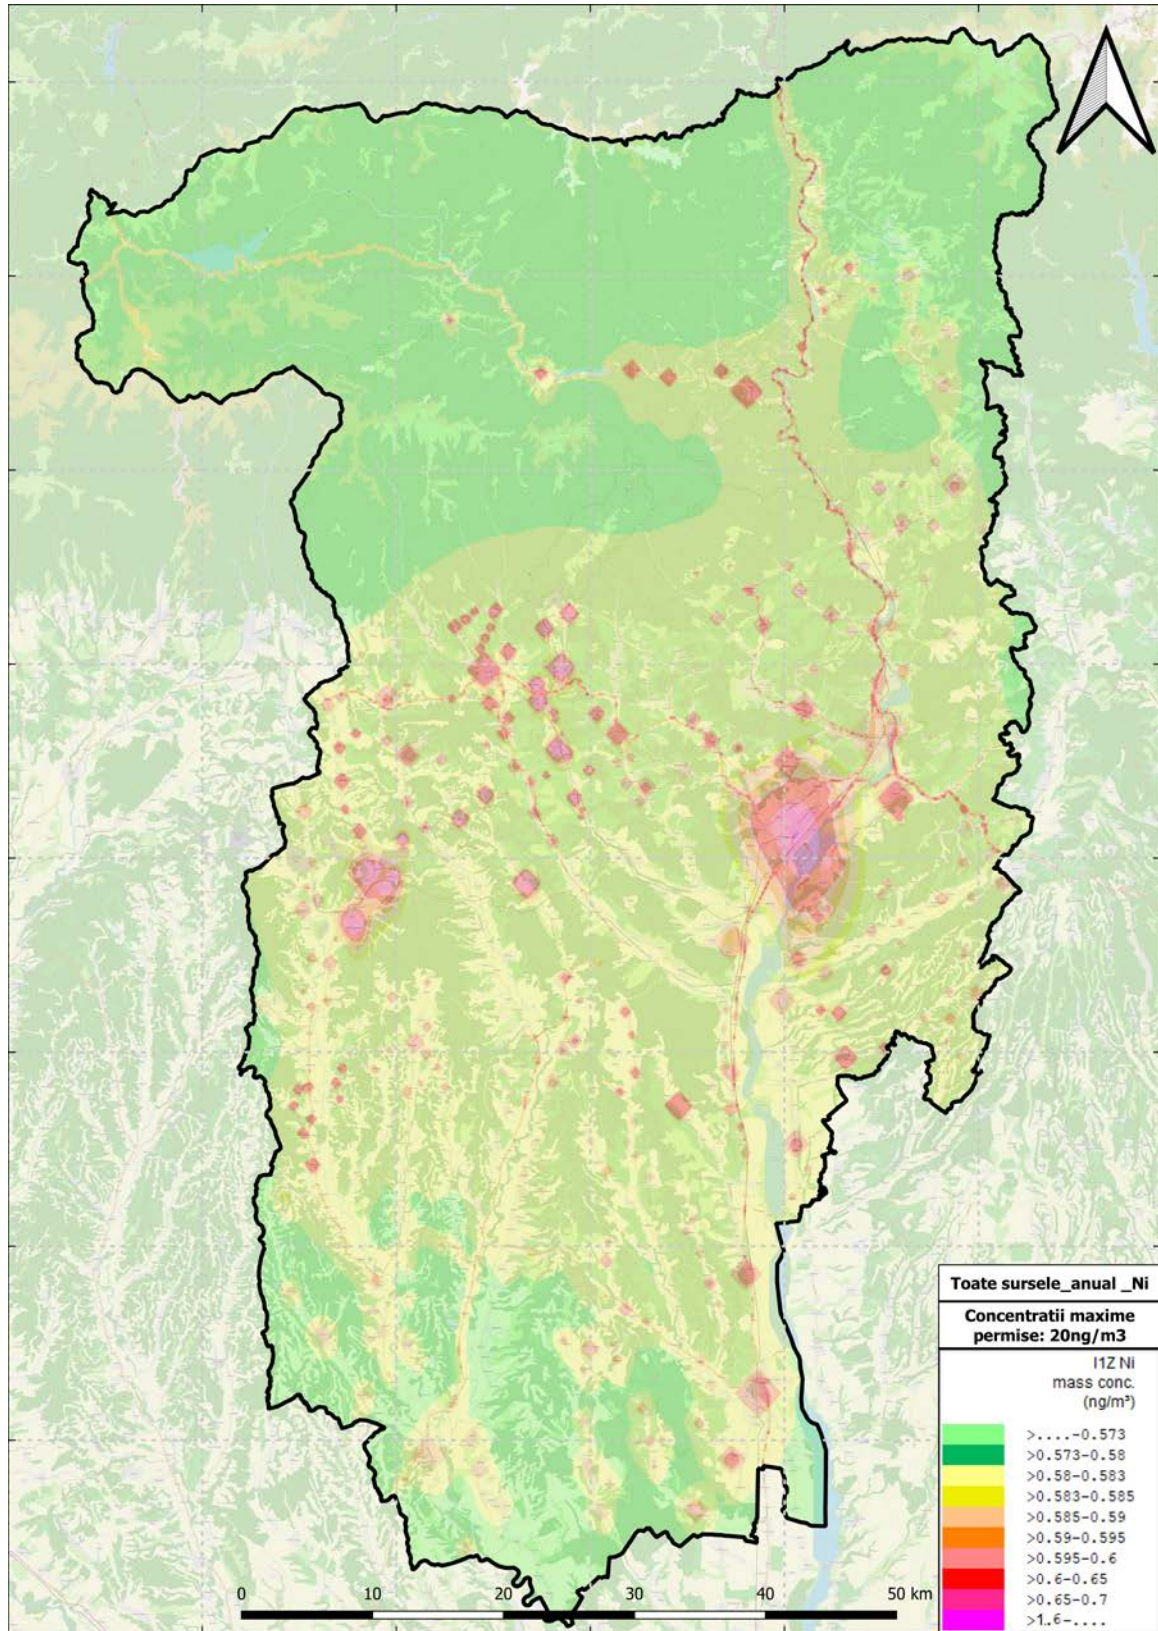 Toate sursele_anual _Ni
Concentratii maxime
permise: 20ng/m3
I1Z Ni
mass conc.
(ng/m³)
>....-0.573
>0.573-0.58
>0.58-0.583
>0.583-0.585
>0.585-0.59
>0.59-0.595
>0.595-0.6
>0.6-0.65
>0.65-0.7
>1.6-....
0 10 20 30 40 50 km